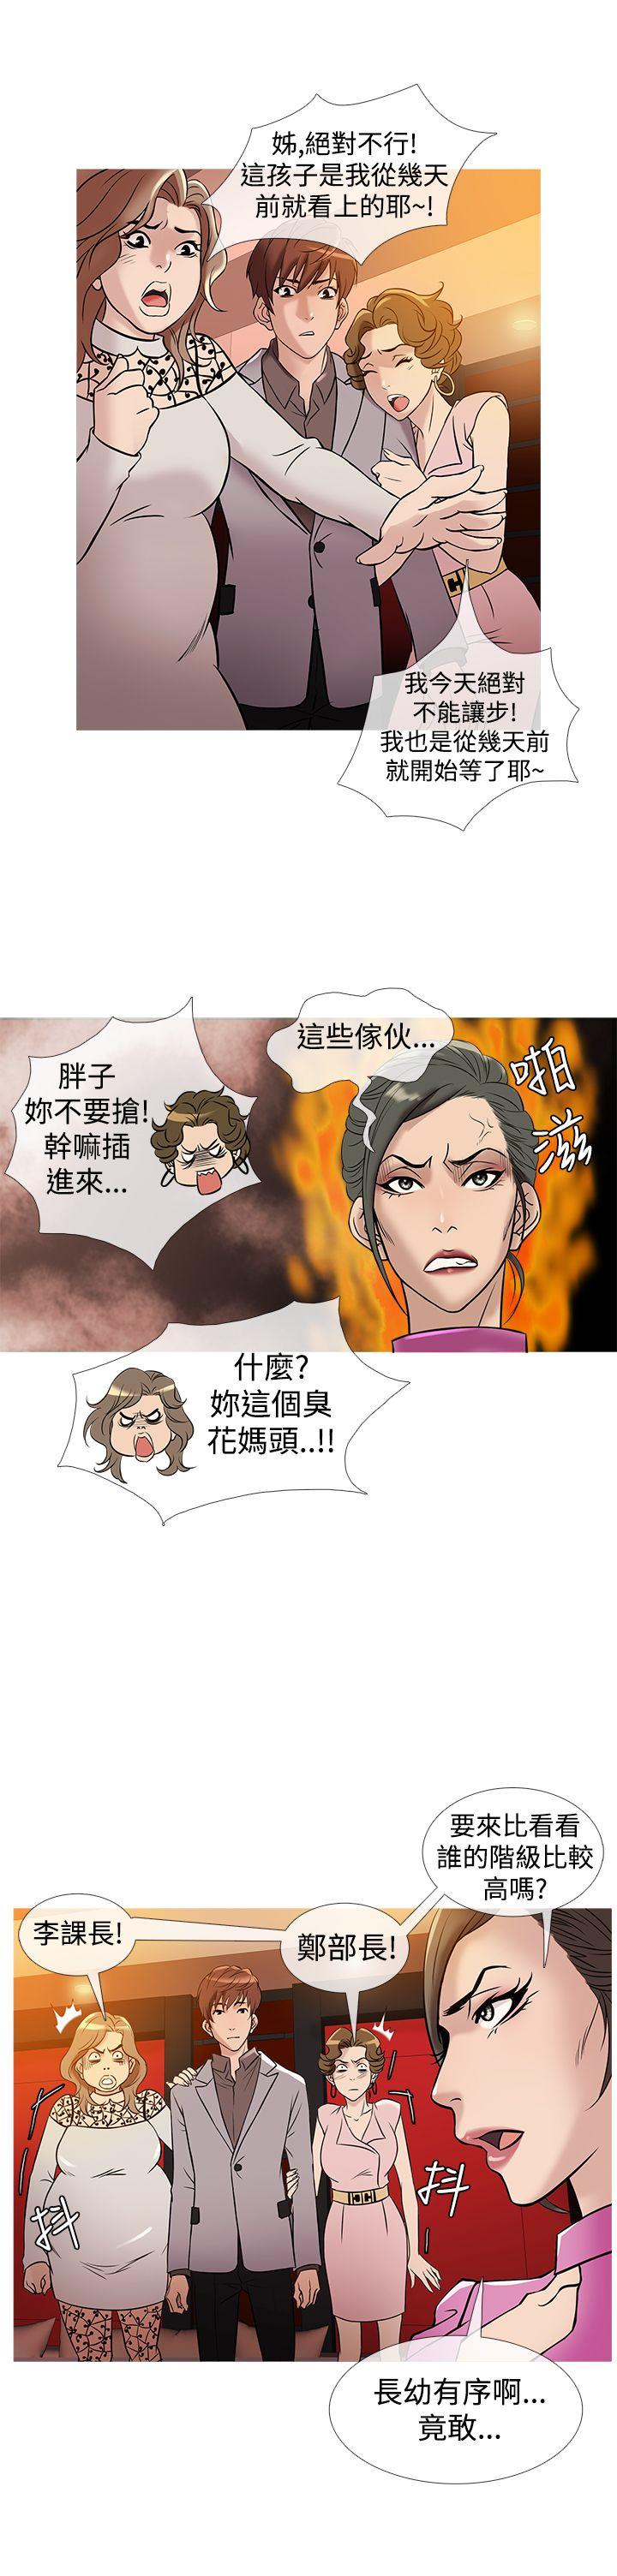 姊,絕對不行!
這孩子是我從幾天
前就看上的耶~!
我今天絕對
不能讓步!
我也是從幾天前
就開始等了耶~
這些傢伙...
胖子
妳不要搶!
幹嘛插
進來...
啪
滋
什麼?
妳這個臭
花媽頭..!!
要來比看看
誰的階級比較
高嗎?
李課長!
鄭部長!
抖
抖
長幼有序啊...
竟敢...